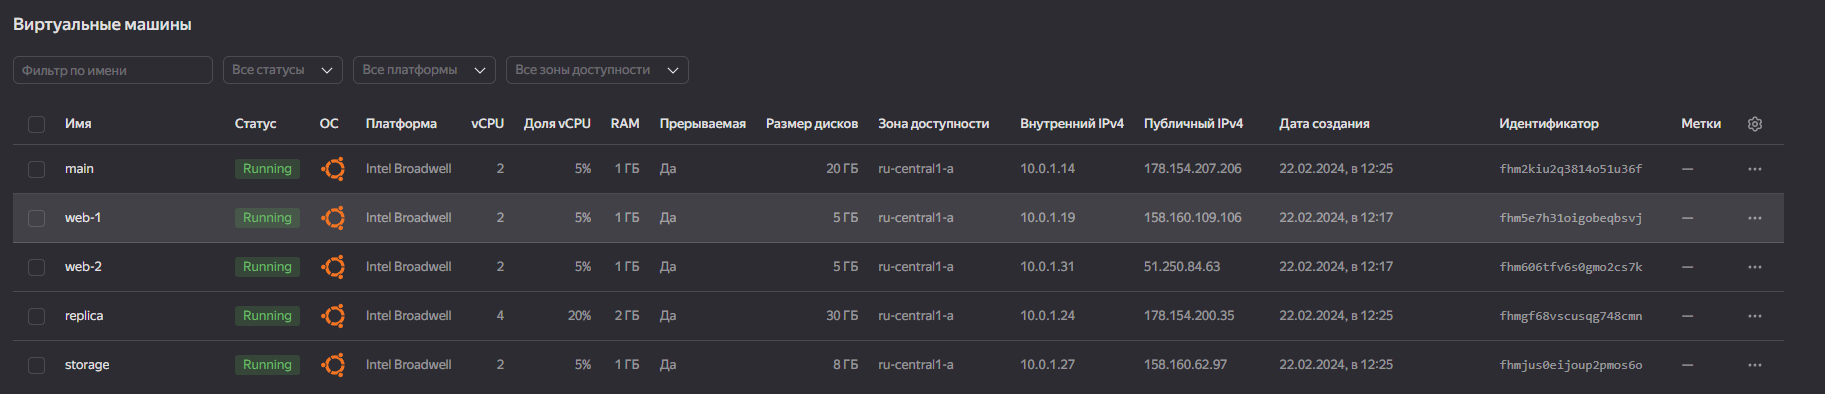 Виртуальные машины
Фильтр по имени Все статусы Все платформы Все зоны доступности
Имя Статус ОС Платформа vCPU Доля vCPU RAM Прерываемая Размер дисков Зона доступности Внутренний IPv4 Публичный IPv4 Дата создания Идентификатор Метки
main Running Intel Broadwell 2 5% 1 ГБ Да 20 ГБ ru-central1-a 10.0.1.14 178.154.207.206 22.02.2024, в 12:25 fhm2kiu2q3814o51u36f — ···
web-1 Running Intel Broadwell 2 5% 1 ГБ Да 5 ГБ ru-central1-a 10.0.1.19 158.160.109.106 22.02.2024, в 12:17 fhm5e7h31oigobeqbsvj — ···
web-2 Running Intel Broadwell 2 5% 1 ГБ Да 5 ГБ ru-central1-a 10.0.1.31 51.250.84.63 22.02.2024, в 12:17 fhm606tfv6s0gmo2cs7k — ···
replica Running Intel Broadwell 4 20% 2 ГБ Да 30 ГБ ru-central1-a 10.0.1.24 178.154.200.35 22.02.2024, в 12:25 fhmgf68vscusqg748cmn — ···
storage Running Intel Broadwell 2 5% 1 ГБ Да 8 ГБ ru-central1-a 10.0.1.27 158.160.62.97 22.02.2024, в 12:25 fhmjus0eijoup2pmos6o — ···